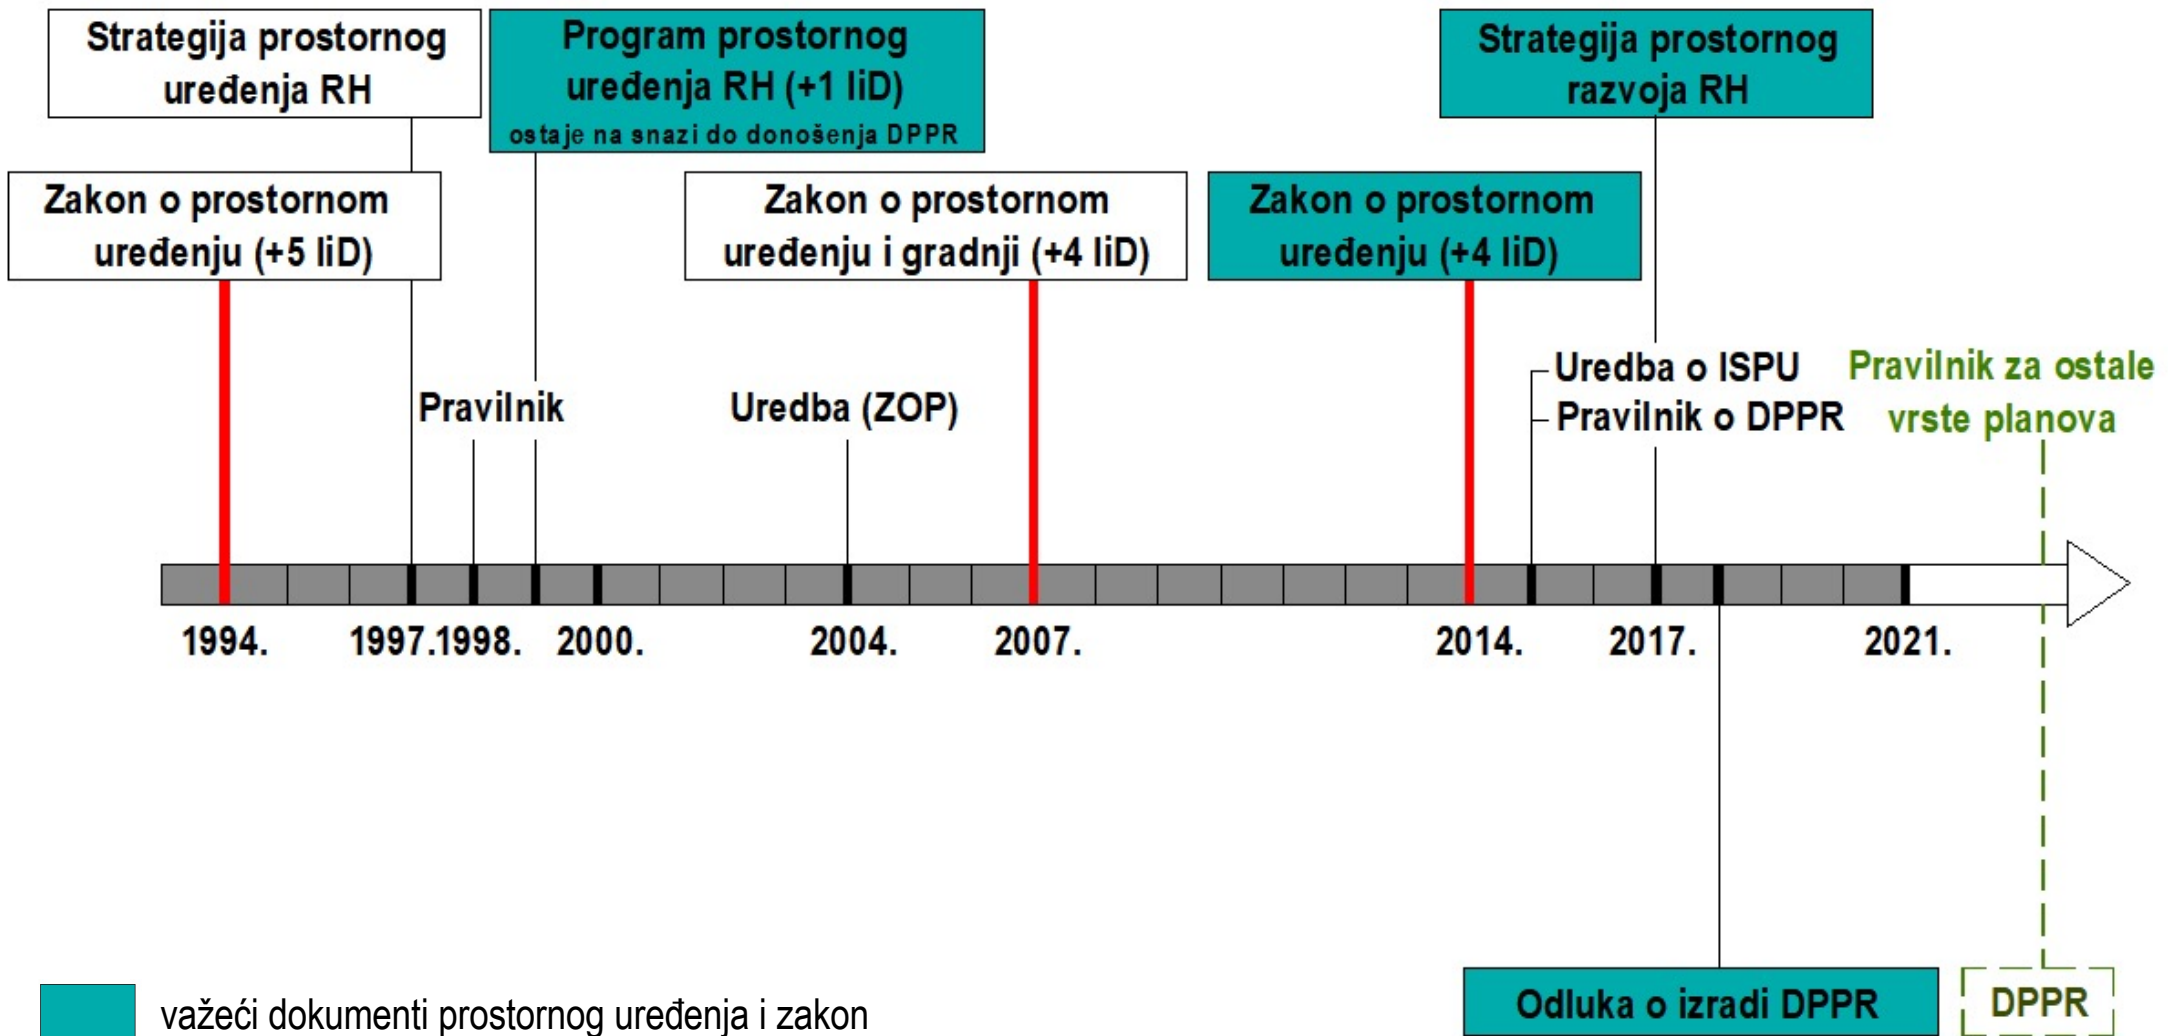 Strategija prostornog
uređenja RH
Program prostornog
uređenja RH (+1 IiD)
ostaje na snazi do donošenja DPPR
Strategija prostornog
razvoja RH
Zakon o prostornom
uređenju (+5 IiD)
Zakon o prostornom
uređenju i gradnji (+4 IiD)
Zakon o prostornom
uređenju (+4 IiD)
Pravilnik
Uredba (ZOP)
Uredba o ISPU
Pravilnik o DPPR
Pravilnik za ostale
vrste planova
1994. 1997. 1998. 2000. 2004. 2007. 2014. 2017. 2021.
Odluka o izradi DPPR
DPPR
važeći dokumenti prostornog uređenja i zakon